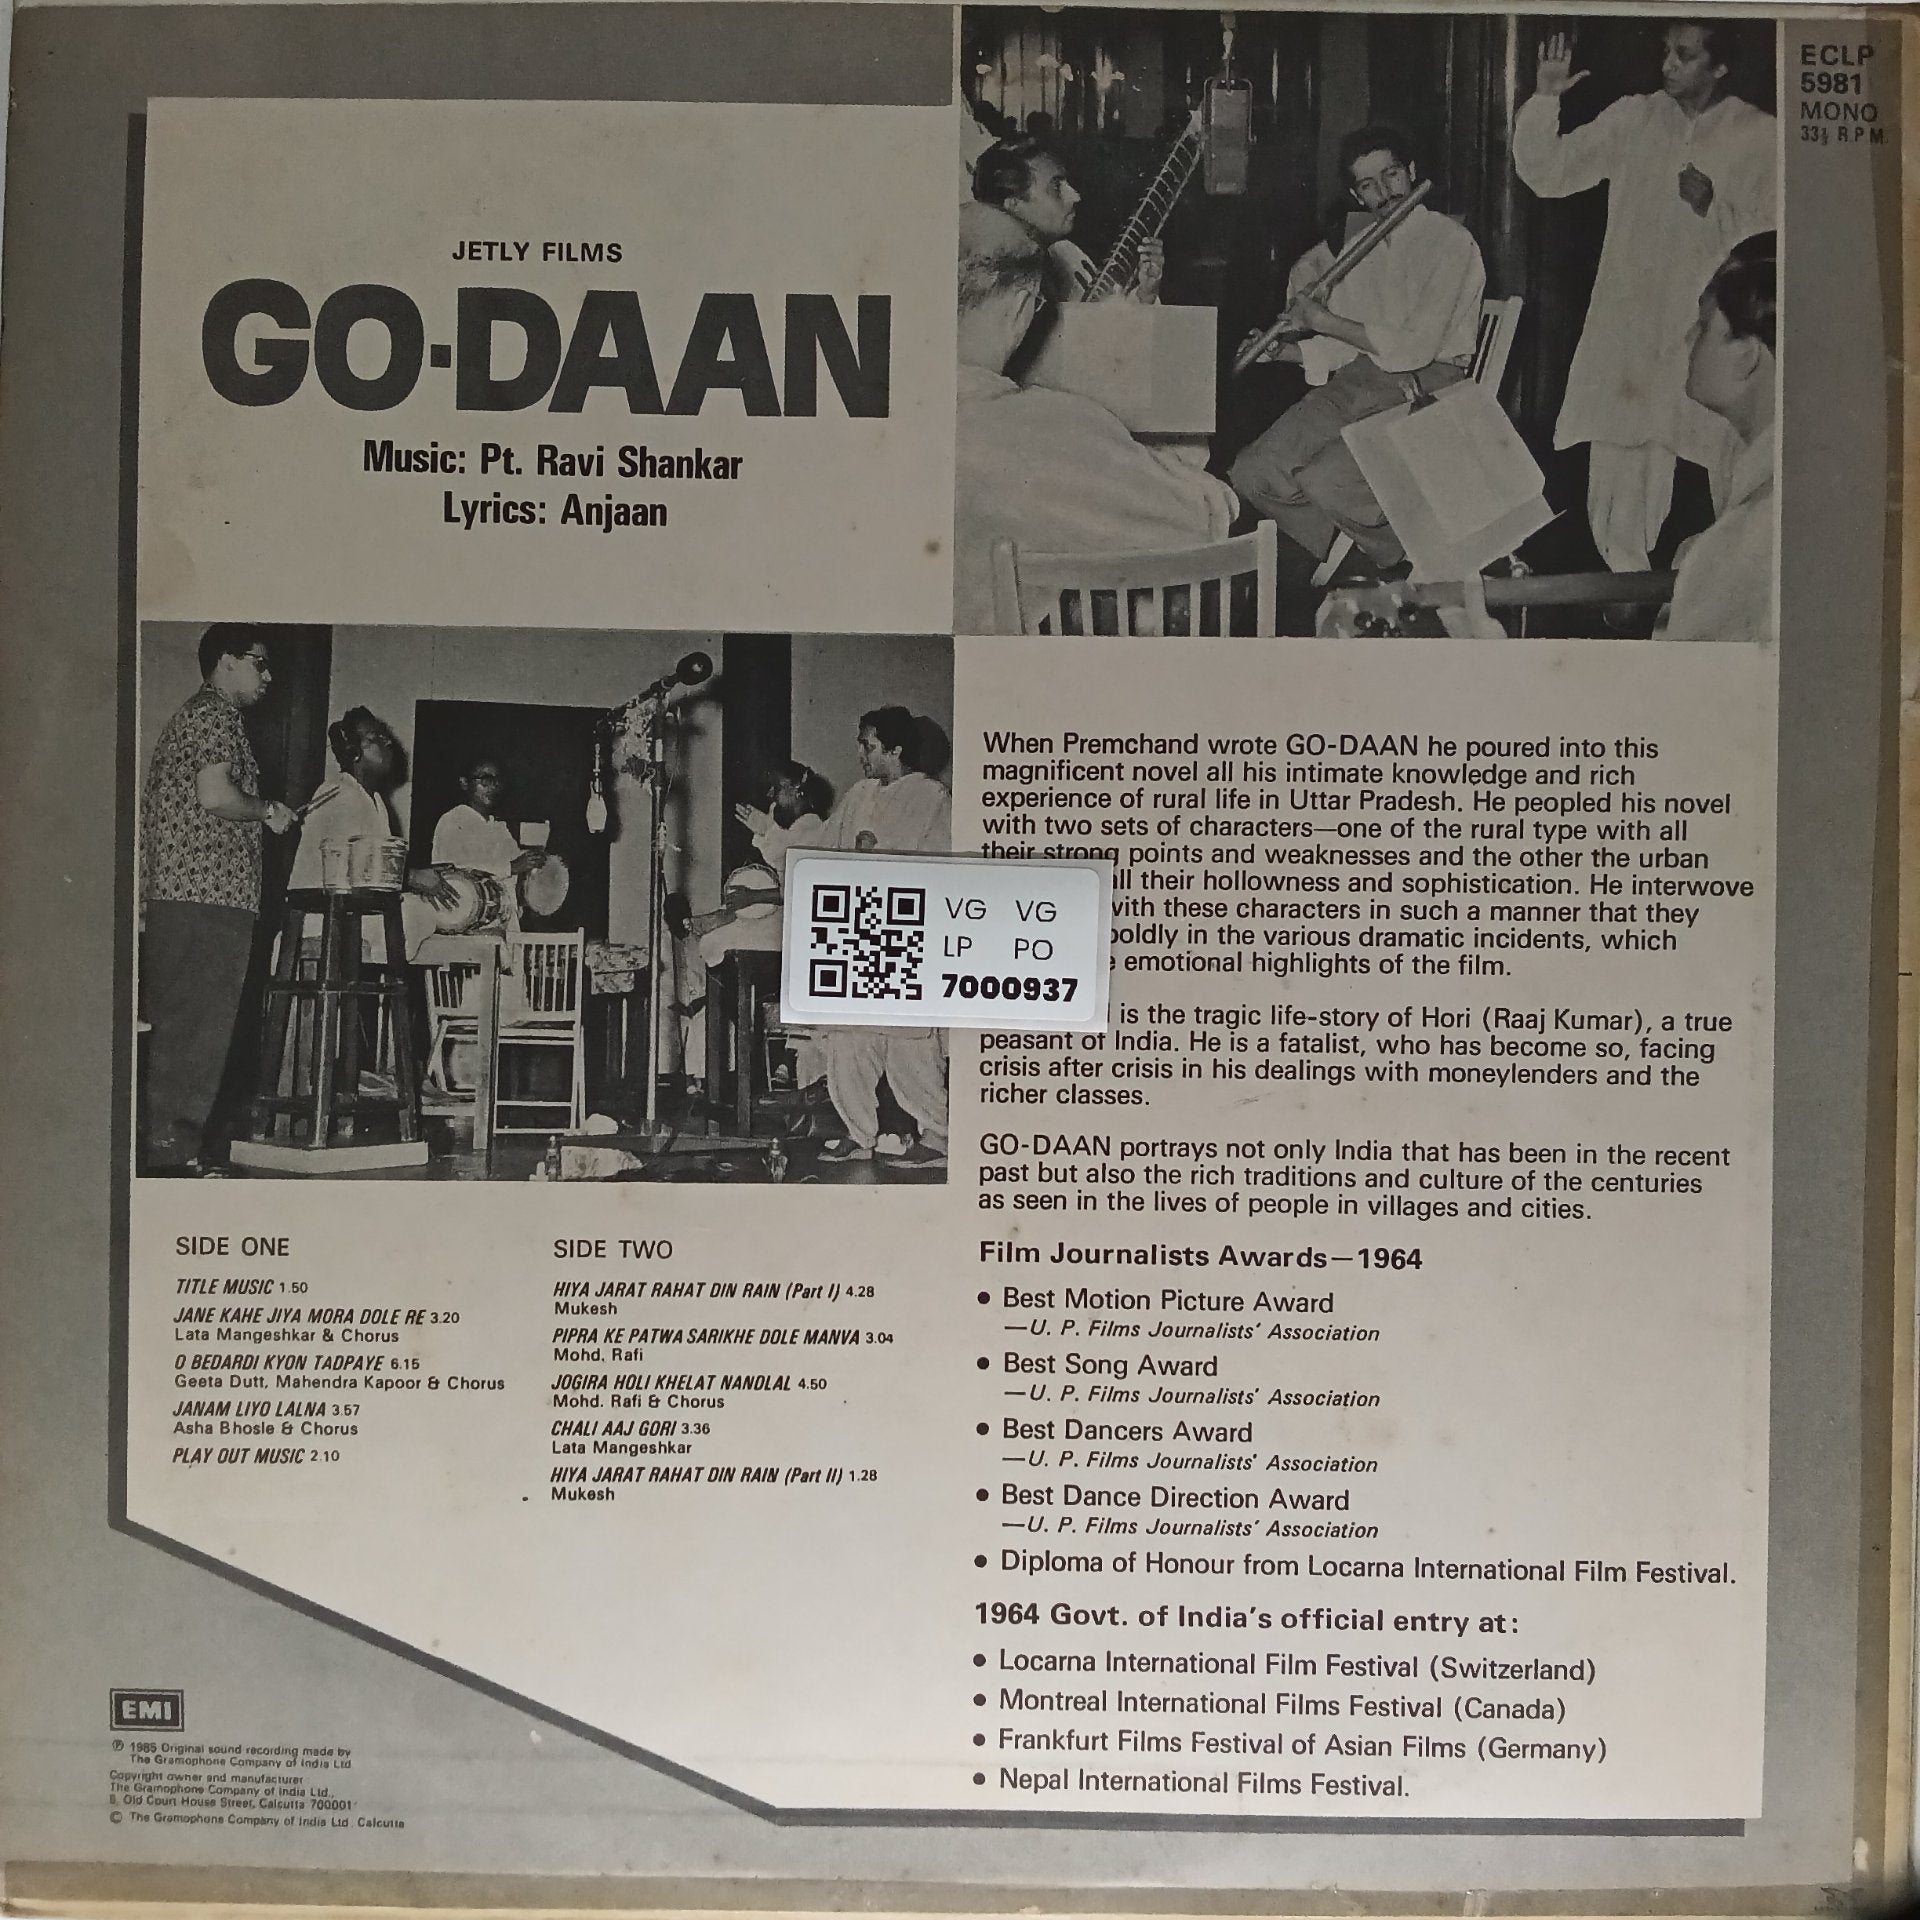 ECLP
5981
MONO
33⅓ R.P.M.
JETLY FILMS
GO-DAAN
Music: Pt. Ravi Shankar
Lyrics: Anjaan
When Premchand wrote GO-DAAN he poured into this
magnificent novel all his intimate knowledge and rich
experience of rural life in Uttar Pradesh. He peopled his novel
with two sets of characters—one of the rural type with all
their strong points and weaknesses and the other the urban
their hollowness and sophistication. He interwove
with these characters in such a manner that they
boldly in the various dramatic incidents, which
emotional highlights of the film.
is the tragic life-story of Hori (Raaj Kumar), a true
peasant of India. He is a fatalist, who has become so, facing
crisis after crisis in his dealings with moneylenders and the
richer classes.
GO-DAAN portrays not only India that has been in the recent
past but also the rich traditions and culture of the centuries
as seen in the lives of people in villages and cities.
Film Journalists Awards—1964
• Best Motion Picture Award
—U. P. Films Journalists' Association
• Best Song Award
—U. P. Films Journalists' Association
• Best Dancers Award
—U. P. Films Journalists' Association
• Best Dance Direction Award
—U. P. Films Journalists' Association
• Diploma of Honour from Locarna International Film Festival.
1964 Govt. of India's official entry at:
• Locarna International Film Festival (Switzerland)
• Montreal International Films Festival (Canada)
• Frankfurt Films Festival of Asian Films (Germany)
• Nepal International Films Festival.
VG VG
LP PO
7000937
SIDE ONE
TITLE MUSIC 1.50
JANE KAHE JIYA MORA DOLE RE 3.20
Lata Mangeshkar & Chorus
O BEDARDI KYON TADPAYE 6.15
Geeta Dutt, Mahendra Kapoor & Chorus
JANAM LIYO LALNA 3.57
Asha Bhosle & Chorus
PLAY OUT MUSIC 2.10
SIDE TWO
HIYA JARAT RAHAT DIN RAIN (Part I) 4.28
Mukesh
PIPRA KE PATWA SARIKHE DOLE MANVA 3.04
Mohd. Rafi
JOGIRA HOLI KHELAT NANDLAL 4.50
Mohd. Rafi & Chorus
CHALI AAJ GORI 3.36
Lata Mangeshkar
HIYA JARAT RAHAT DIN RAIN (Part II) 1.28
Mukesh
EMI
℗ 1985 Original sound recording made by
The Gramophone Company of India Ltd
Copyright owner and manufacturer
The Gramophone Company of India Ltd.,
8, Old Court House Street, Calcutta 700001
© The Gramophone Company of India Ltd, Calcutta